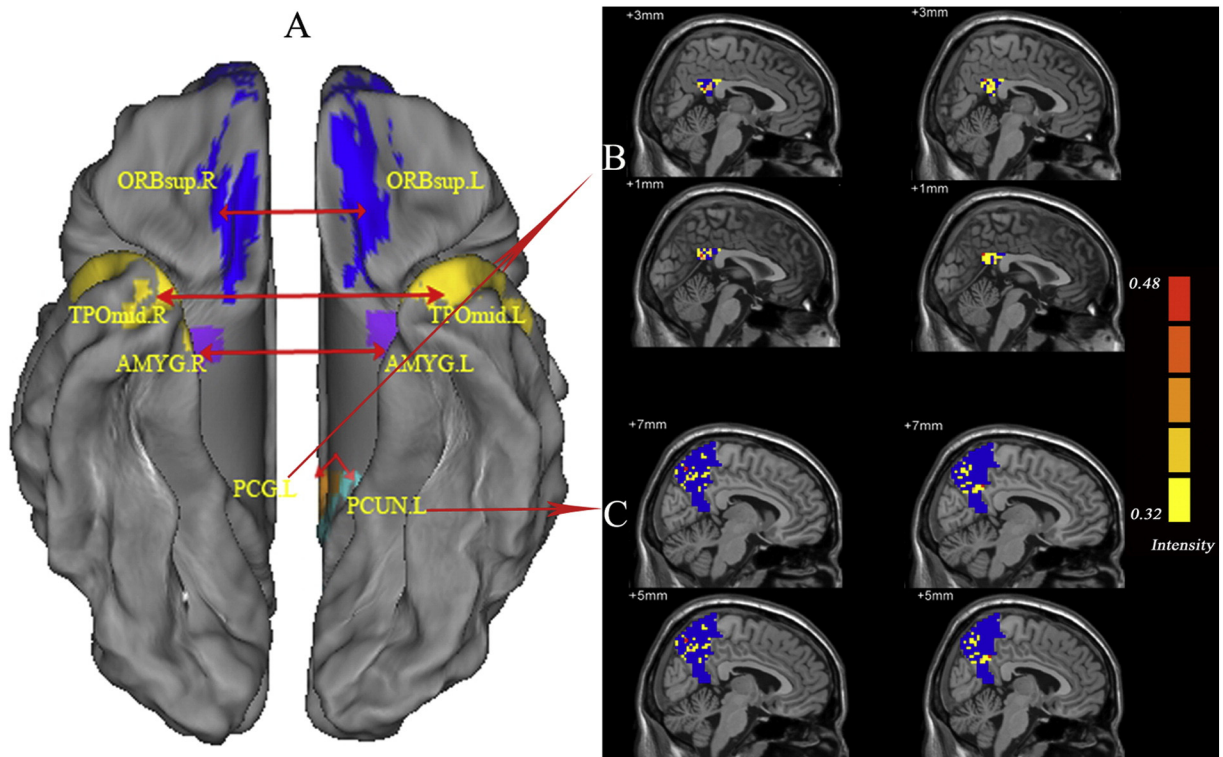 A
ORBsup.R
ORBsup.L
TPOmid.R
TPOmid.L
AMYG.R
AMYG.L
PCG.L
PCUN.L
B
+3mm
+3mm
+1mm
+1mm
C
+7mm
+7mm
+5mm
+5mm
0.48
0.32
Intensity